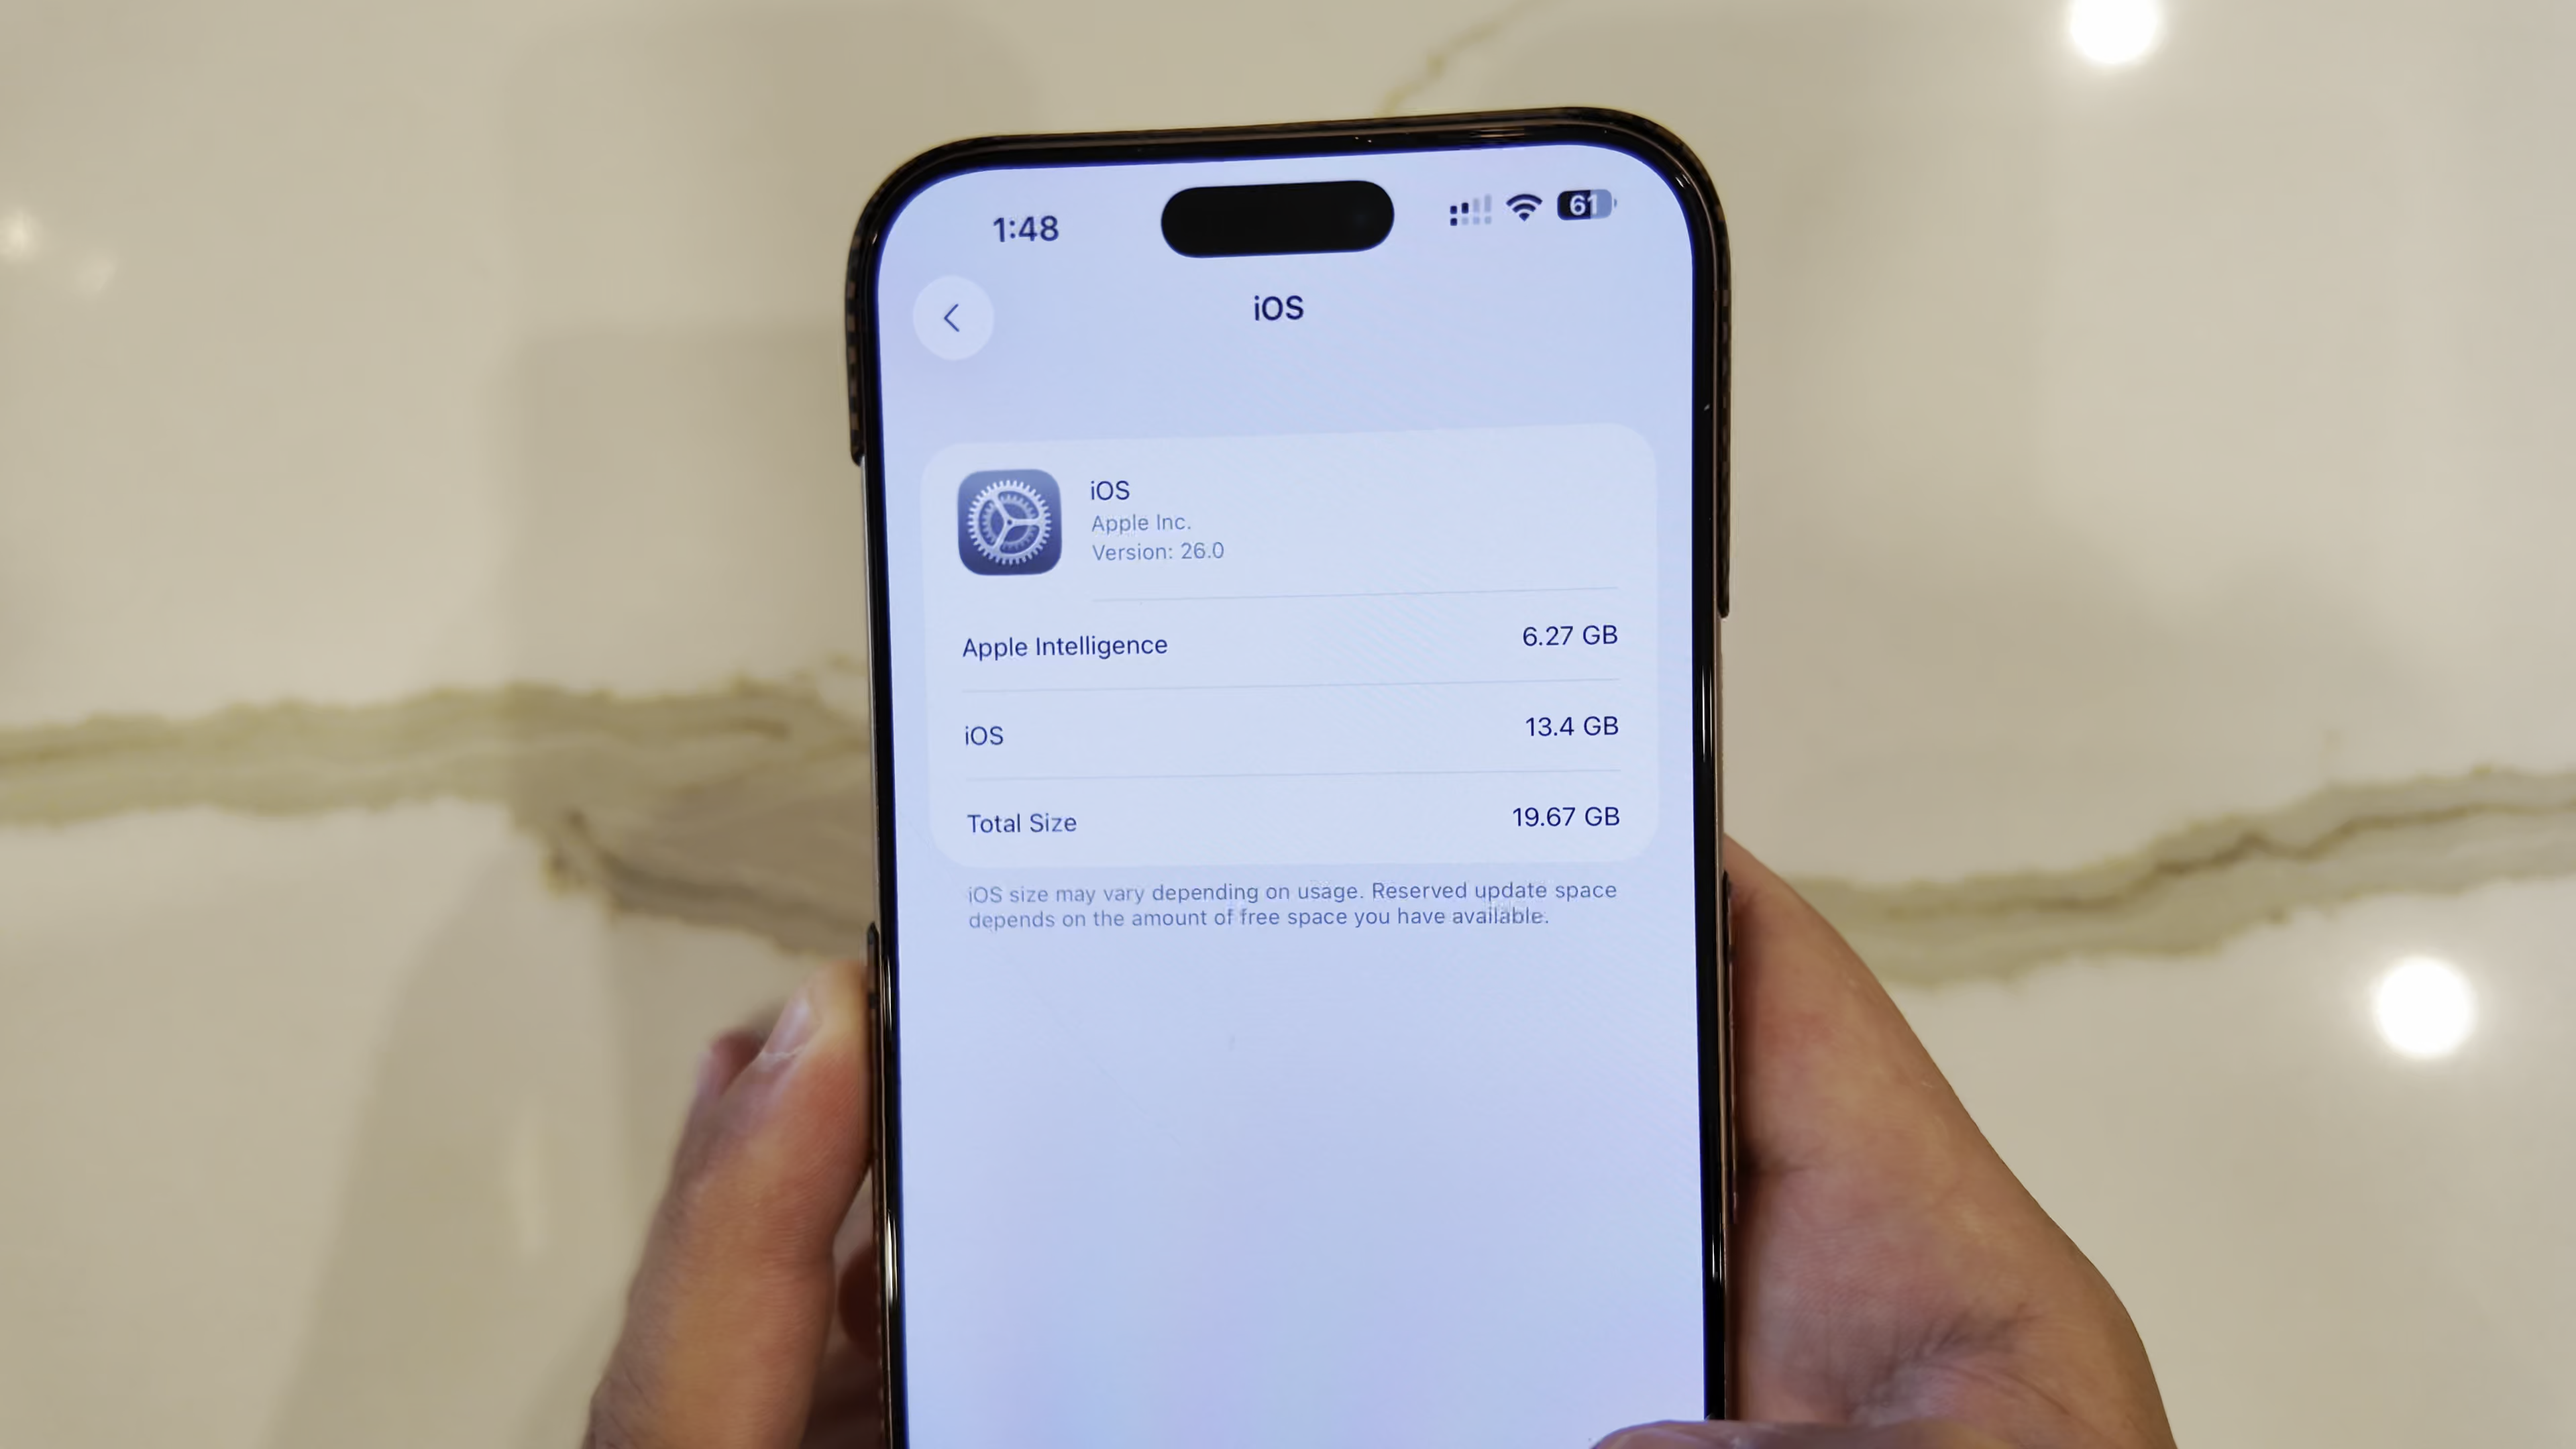 1:48
61
iOS
iOS
Apple Inc.
Version: 26.0
Apple Intelligence 6.27 GB
iOS 13.4 GB
Total Size 19.67 GB
iOS size may vary depending on usage. Reserved update space
depends on the amount of free space you have available.